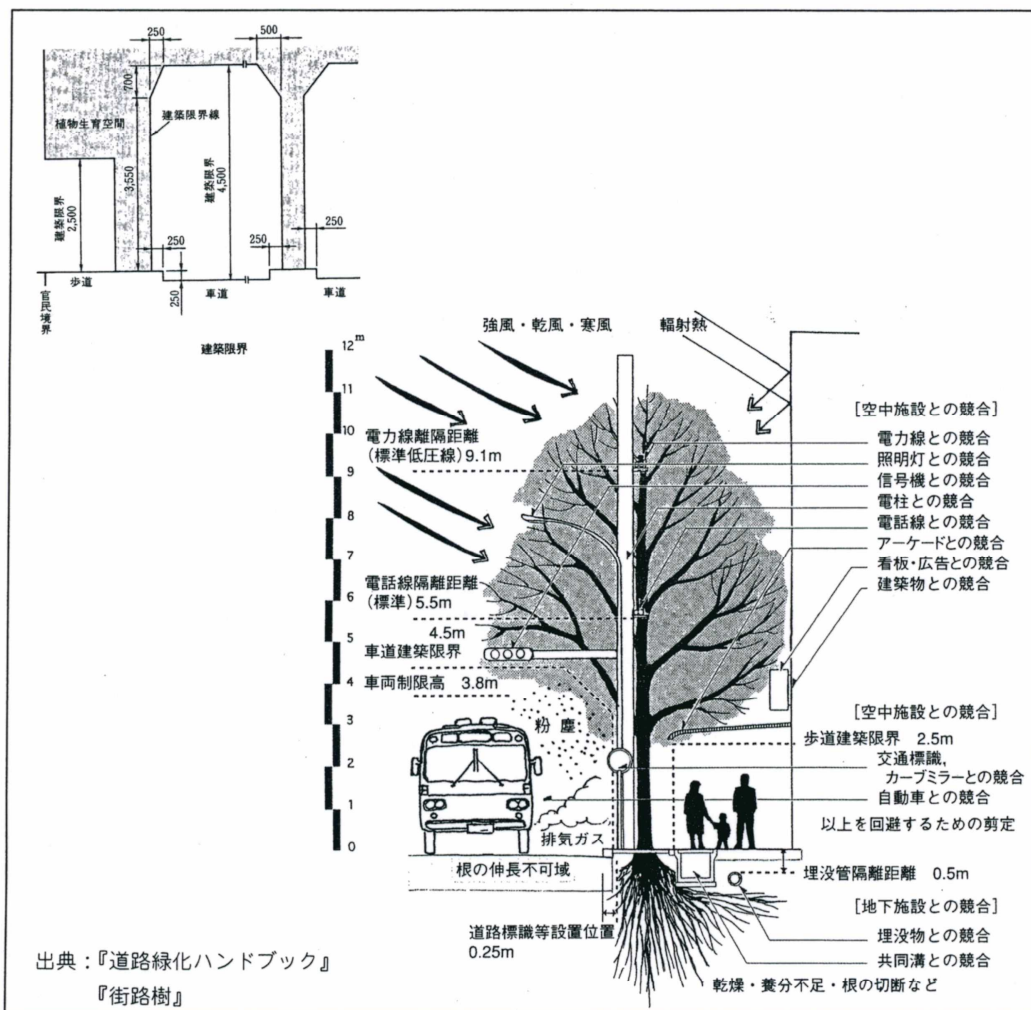 250
500
700
建築限界線
植物生育空間
3,550
建築限界
4,500
建築限界
2,500
250
250
250
250
歩道
車道
車道
官民境界
建築限界
12m
11
10
9
8
7
6
5
4
3
2
1
0
強風・乾風・寒風
輻射熱
電力線離隔距離
(標準低圧線)9.1m
電話線隔離距離
(標準)5.5m
4.5m
車道建築限界
車両制限高 3.8m
粉塵
排気ガス
根の伸長不可域
道路標識等設置位置
0.25m
[空中施設との競合]
電力線との競合
照明灯との競合
信号機との競合
電柱との競合
電話線との競合
アーケードとの競合
看板・広告との競合
建築物との競合
[空中施設との競合]
歩道建築限界 2.5m
交通標識,
カーブミラーとの競合
自動車との競合
以上を回避するための剪定
埋没管隔離距離 0.5m
[地下施設との競合]
埋没物との競合
共同溝との競合
乾燥・養分不足・根の切断など
出典:『道路緑化ハンドブック』
『街路樹』